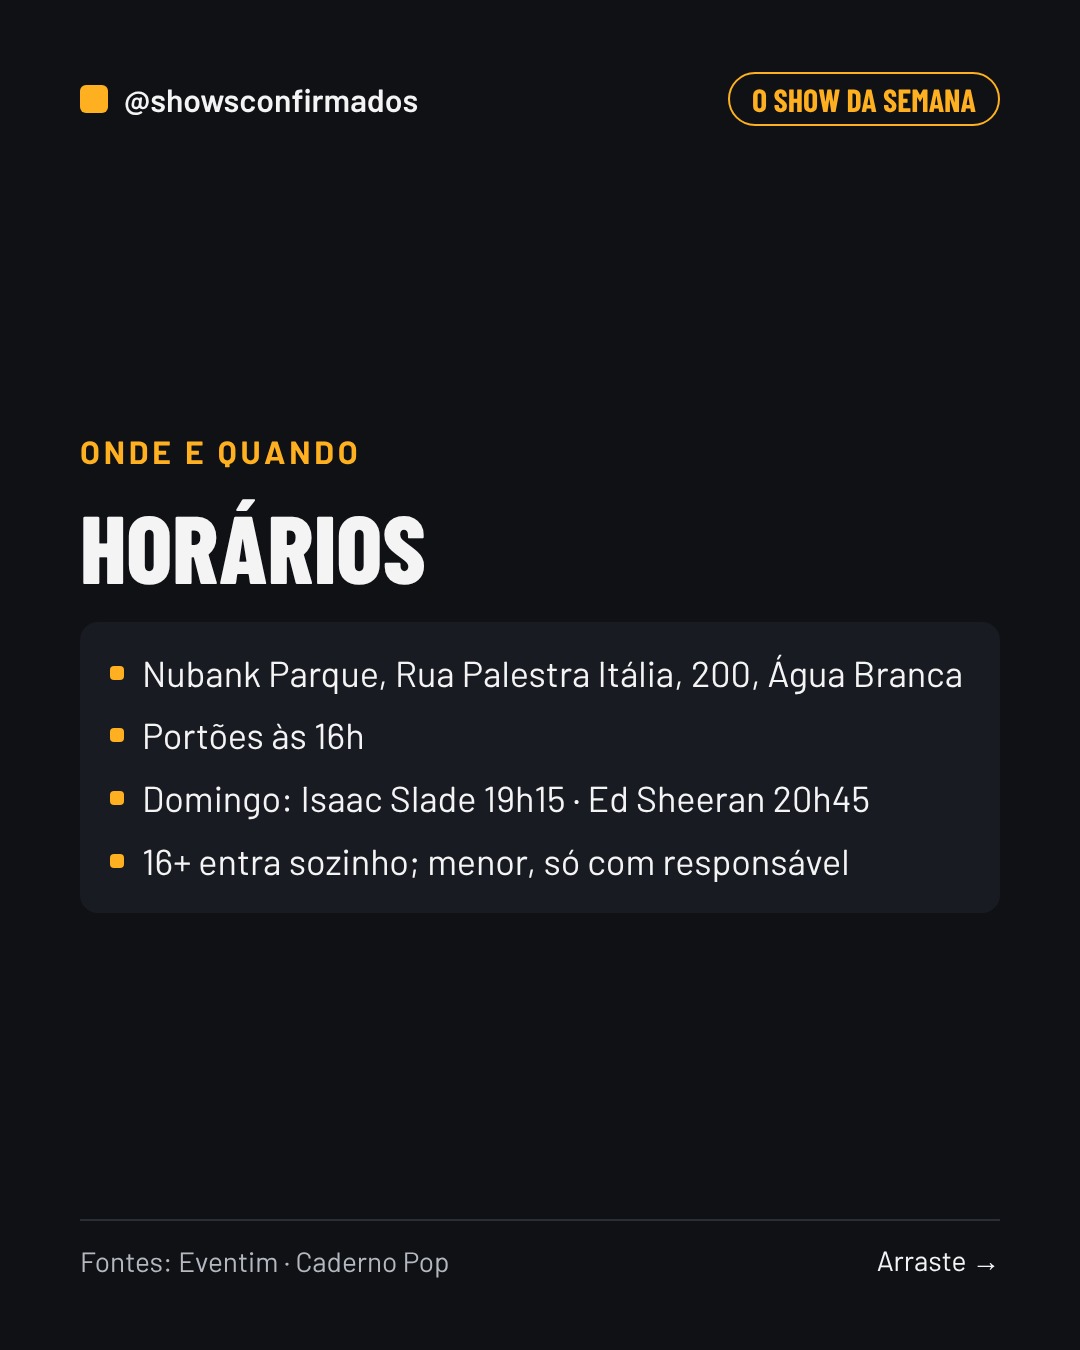 @showsconfirmados
O SHOW DA SEMANA
ONDE E QUANDO
HORÁRIOS
Nubank Parque, Rua Palestra Itália, 200, Água Branca
Portões às 16h
Domingo: Isaac Slade 19h15 · Ed Sheeran 20h45
16+ entra sozinho; menor, só com responsável
Fontes: Eventim · Caderno Pop
Arraste →